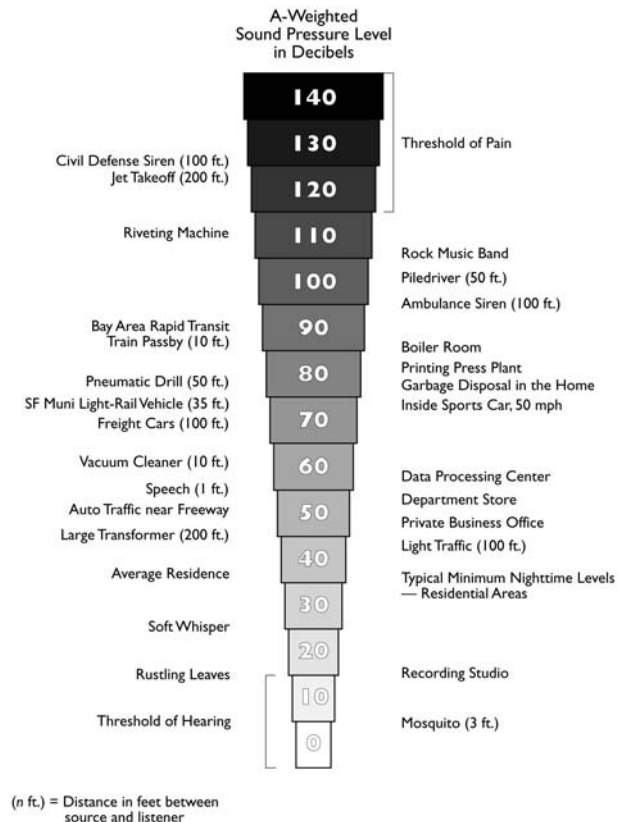 A-Weighted
Sound Pressure Level
in Decibels
140
130
Threshold of Pain
Civil Defense Siren (100 ft.)
Jet Takeoff (200 ft.)
120
Riveting Machine
110
Rock Music Band
100
Piledriver (50 ft.)
Ambulance Siren (100 ft.)
Bay Area Rapid Transit
Train Passby (10 ft.)
90
Boiler Room
Printing Press Plant
80
Pneumatic Drill (50 ft.)
Garbage Disposal in the Home
SF Muni Light-Rail Vehicle (35 ft.)
Inside Sports Car, 50 mph
Freight Cars (100 ft.)
70
Vacuum Cleaner (10 ft.)
60
Data Processing Center
Speech (1 ft.)
Department Store
Auto Traffic near Freeway
50
Private Business Office
Large Transformer (200 ft.)
Light Traffic (100 ft.)
40
Average Residence
Typical Minimum Nighttime Levels
— Residential Areas
30
Soft Whisper
20
Rustling Leaves
Recording Studio
10
Threshold of Hearing
Mosquito (3 ft.)
0
(n ft.) = Distance in feet between
source and listener